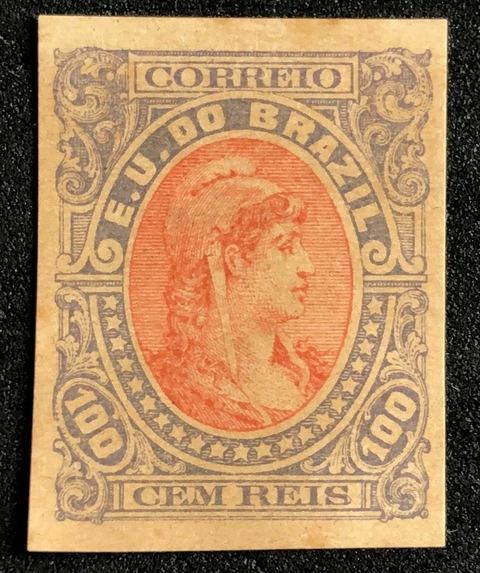 CORREIO
E. U. DO BRAZIL
100 100
CEM REIS